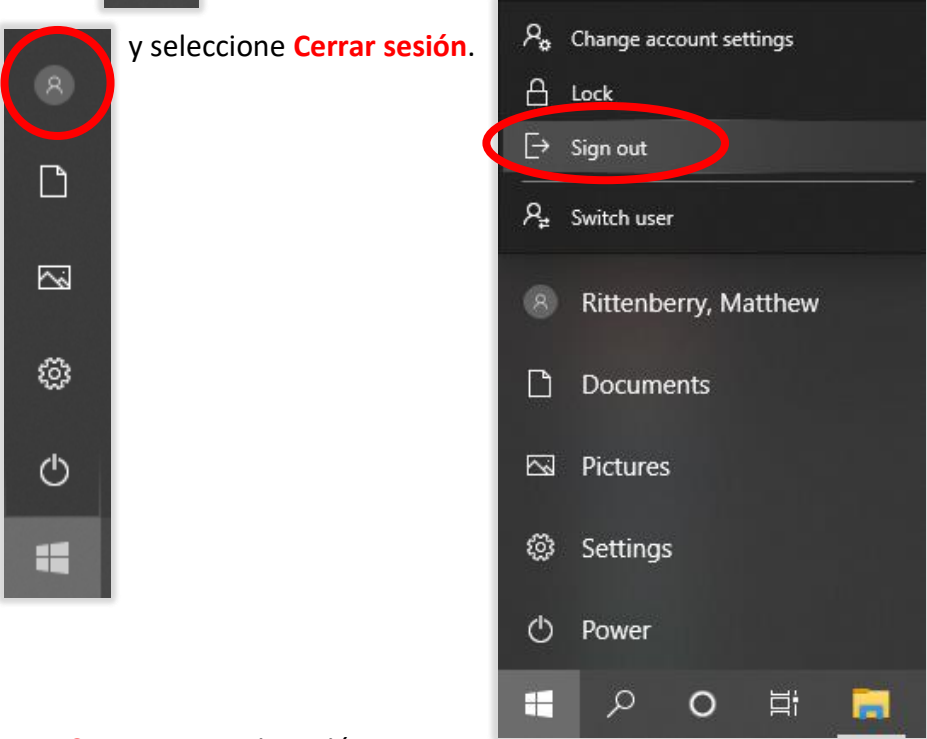 y seleccione Cerrar sesión.
Change account settings
Lock
Sign out
Switch user
Rittenberry, Matthew
Documents
Pictures
Settings
Power